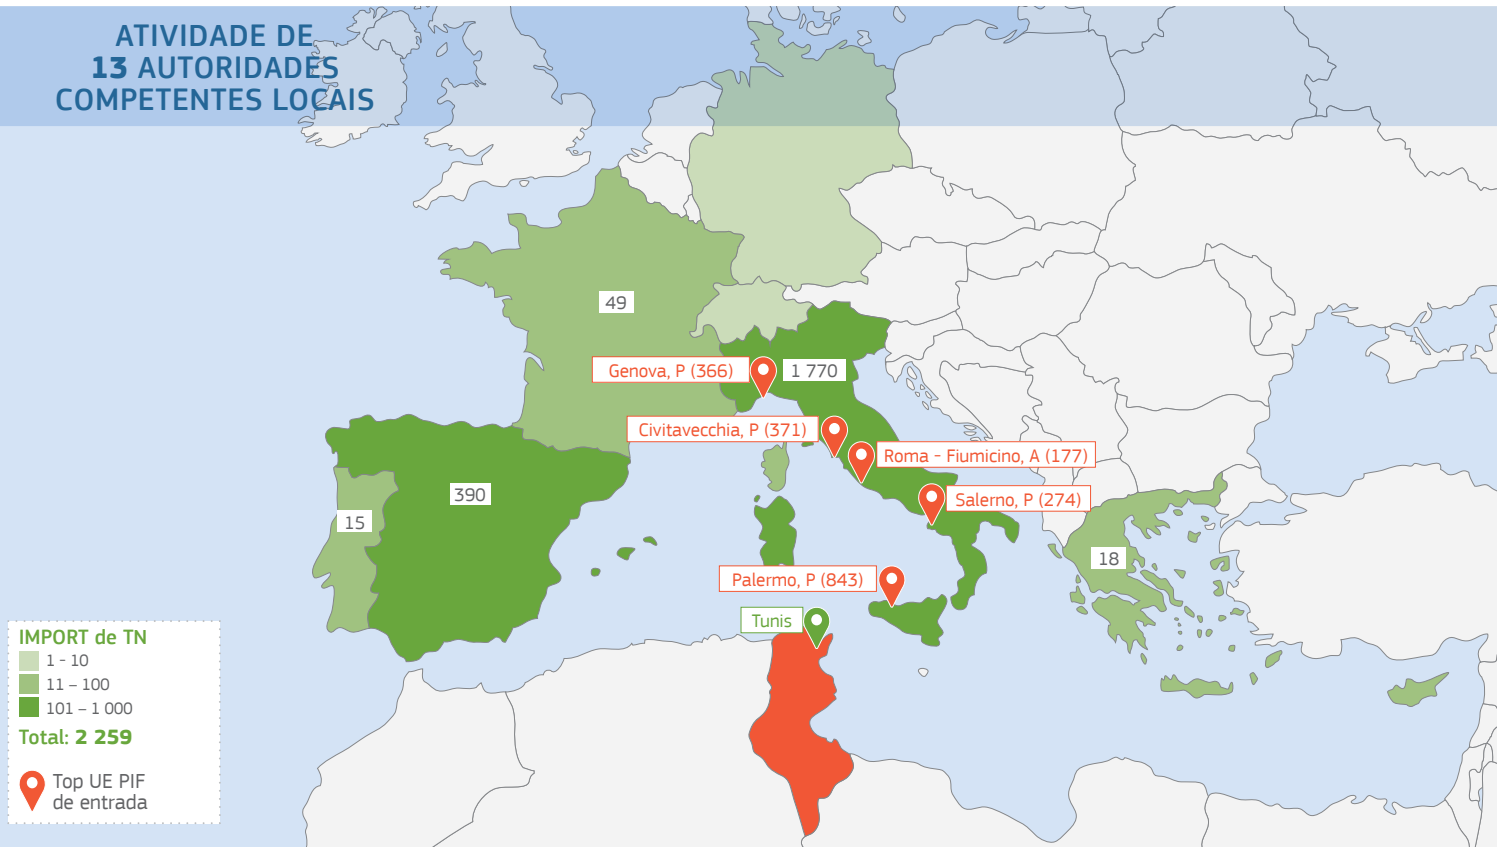 ATIVIDADE DE
13 AUTORIDADES
COMPETENTES LOCAIS
49
Genova, P (366)
1 770
Civitavecchia, P (371)
Roma - Fiumicino, A (177)
390
Salerno, P (274)
15
18
Palermo, P (843)
Tunis
IMPORT de TN
1 - 10
11 – 100
101 – 1 000
Total: 2 259
Top UE PIF
de entrada